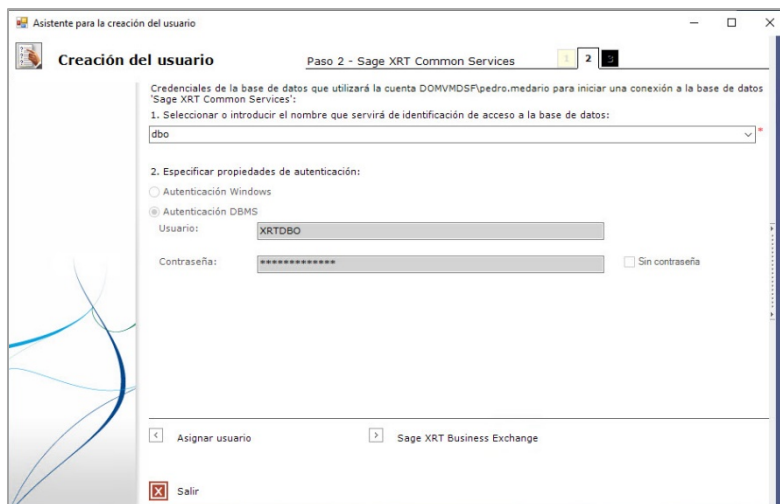 Asistente para la creación del usuario
Creación del usuario
Paso 2 - Sage XRT Common Services
1 2 3
Credenciales de la base de datos que utilizará la cuenta DOMVMDSF\pedro.medario para iniciar una conexión a la base de datos
'Sage XRT Common Services':
1. Seleccionar o introducir el nombre que servirá de identificación de acceso a la base de datos:
dbo
*
2. Especificar propiedades de autenticación:
Autenticación Windows
Autenticación DBMS
Usuario: XRTDBO
Contraseña: ************* Sin contraseña
< Asignar usuario > Sage XRT Business Exchange
X Salir